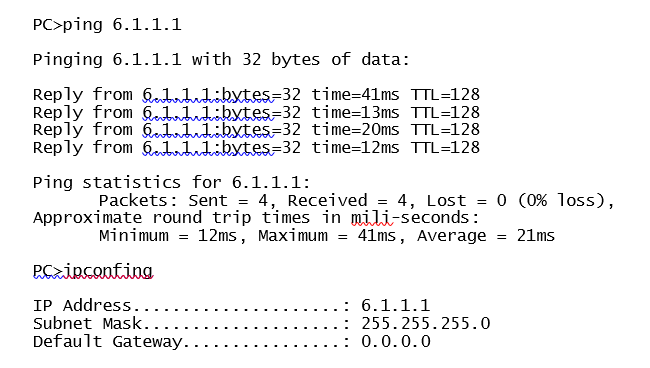 PC>ping 6.1.1.1
Pinging 6.1.1.1 with 32 bytes of data:
Reply from 6.1.1.1:bytes=32 time=41ms TTL=128
Reply from 6.1.1.1:bytes=32 time=13ms TTL=128
Reply from 6.1.1.1:bytes=32 time=20ms TTL=128
Reply from 6.1.1.1:bytes=32 time=12ms TTL=128
Ping statistics for 6.1.1.1:
Packets: Sent = 4, Received = 4, Lost = 0 (0% loss),
Approximate round trip times in mili-seconds:
Minimum = 12ms, Maximum = 41ms, Average = 21ms
PC>ipconfing
IP Address.....................: 6.1.1.1
Subnet Mask....................: 255.255.255.0
Default Gateway................: 0.0.0.0